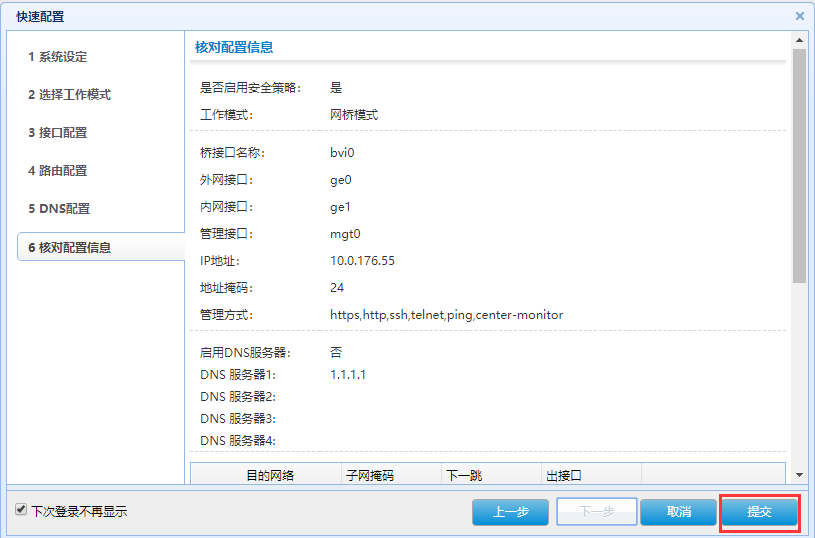 快速配置
1 系统设定
2 选择工作模式
3 接口配置
4 路由配置
5 DNS配置
6 核对配置信息
核对配置信息
是否启用安全策略： 是
工作模式： 网桥模式
桥接口名称： bvi0
外网接口： ge0
内网接口： ge1
管理接口： mgt0
IP地址： 10.0.176.55
地址掩码： 24
管理方式： https,http,ssh,telnet,ping,center-monitor
启用DNS服务器： 否
DNS 服务器1: 1.1.1.1
DNS 服务器2:
DNS 服务器3:
DNS 服务器4:
目的网络 子网掩码 下一跳 出接口
下次登录不再显示 上一步 下一步 取消 提交